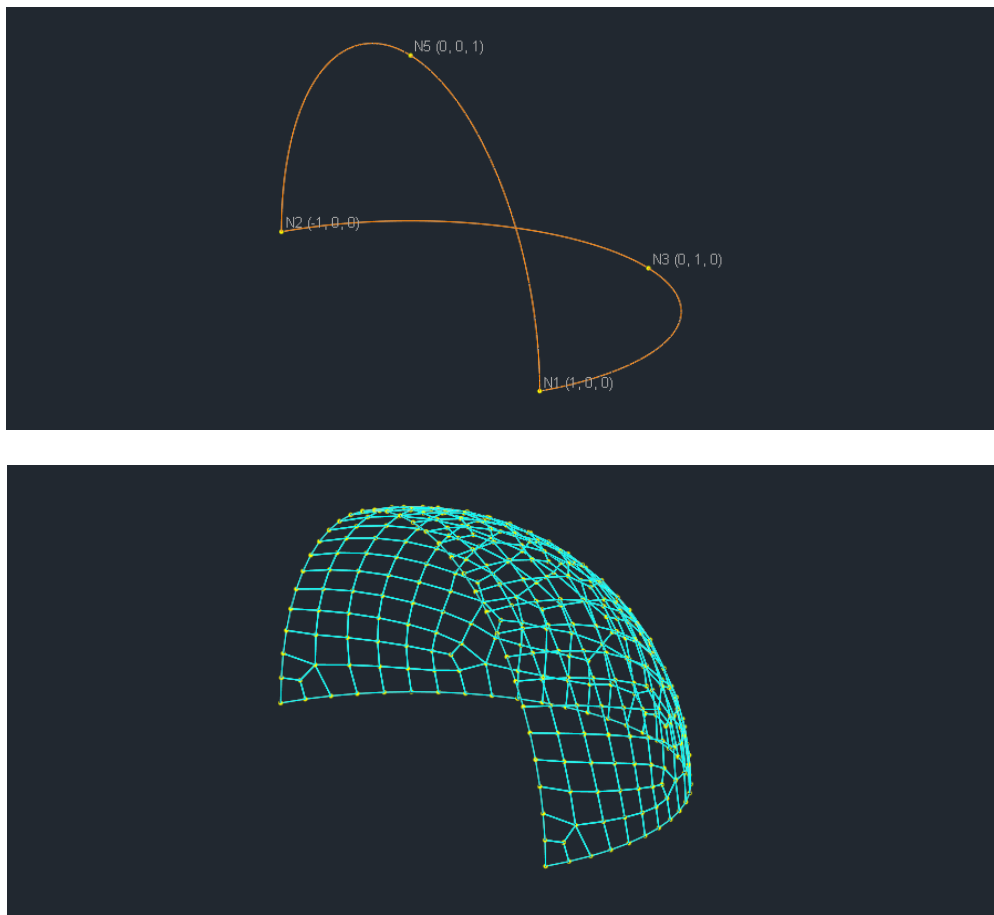 N5 (0, 0, 1)
N2 (-1, 0, 0)
N3 (0, 1, 0)
N1 (1, 0, 0)